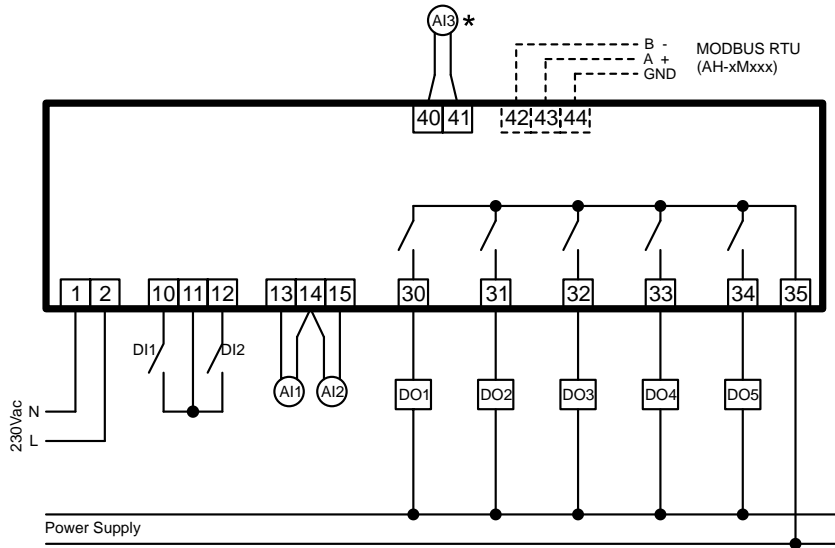 AI3 *
B -
A +
GND
MODBUS RTU
(AH-xMxxx)
40 41 42 43 44
1 2 10 11 12 13 14 15 30 31 32 33 34 35
DI1 DI2
AI1 AI2
DO1 DO2 DO3 DO4 DO5
230Vac
N
L
Power Supply